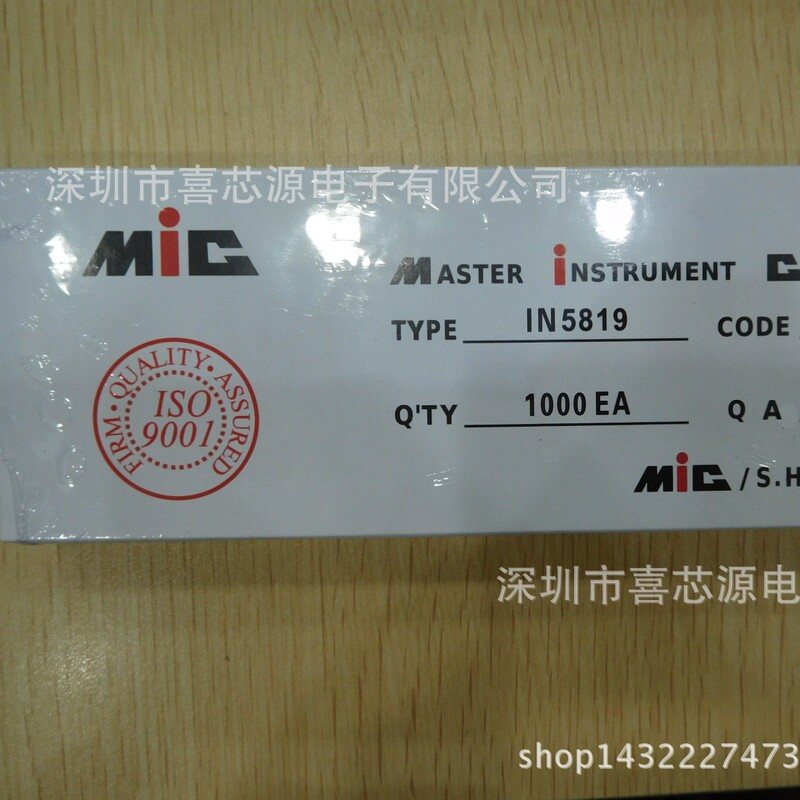 深圳市喜芯源电子有限公司
MiC
MASTER iNSTRUMENT C
TYPE IN5819 CODE
FIRM · QUALITY · ASSURED
ISO
9001
Q'TY 1000 EA Q A
MiC / S.H
深圳市喜芯源电
shop1432227473